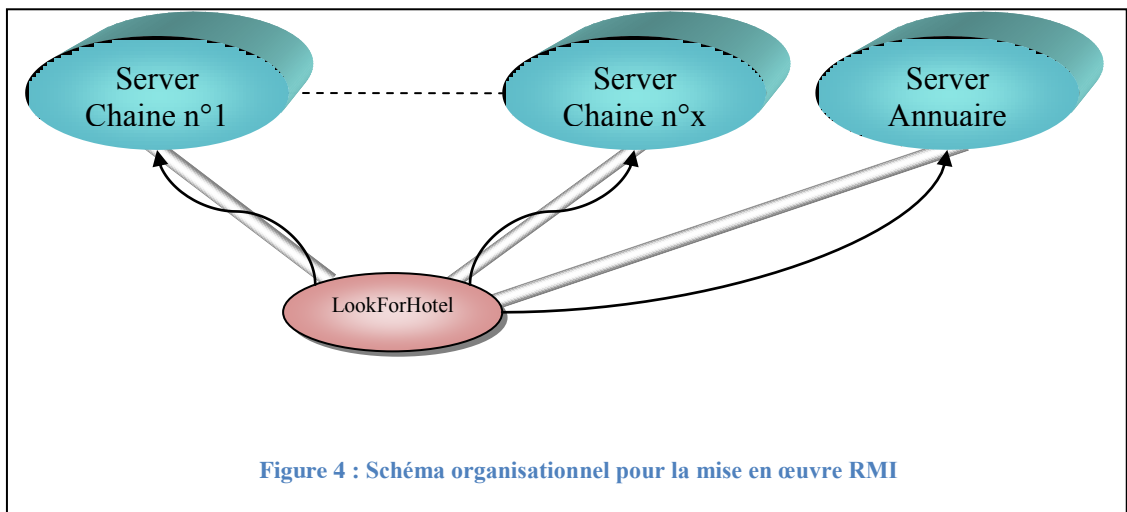 Server
Chaine n°1
Server
Chaine n°x
Server
Annuaire
LookForHotel
Figure 4 : Schéma organisationnel pour la mise en œuvre RMI